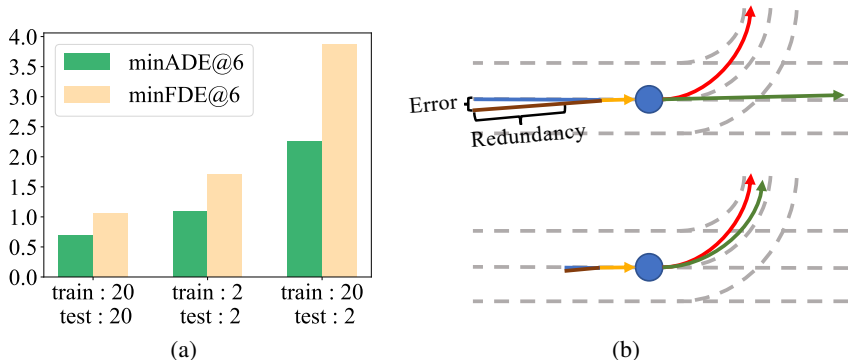 4.0
3.5
3.0
2.5
2.0
1.5
1.0
0.5
0.0
minADE@6
minFDE@6
train : 20
test : 20
train : 2
test : 2
train : 20
test : 2
(a)
Error
Redundancy
(b)